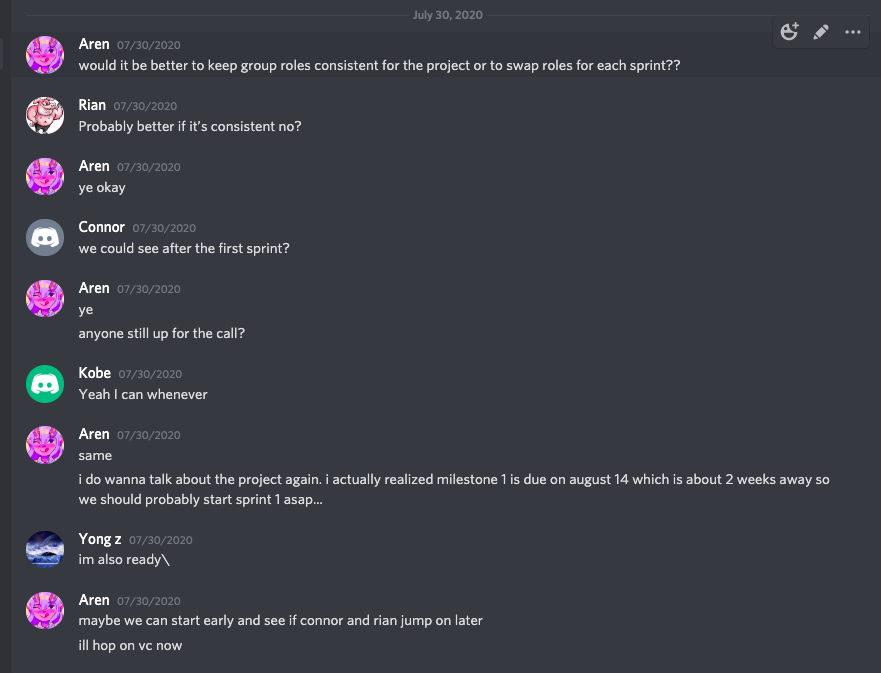 July 30, 2020
Aren 07/30/2020
would it be better to keep group roles consistent for the project or to swap roles for each sprint??
Rian 07/30/2020
Probably better if it's consistent no?
Aren 07/30/2020
ye okay
Connor 07/30/2020
we could see after the first sprint?
Aren 07/30/2020
ye
anyone still up for the call?
Kobe 07/30/2020
Yeah I can whenever
Aren 07/30/2020
same
i do wanna talk about the project again. i actually realized milestone 1 is due on august 14 which is about 2 weeks away so
we should probably start sprint 1 asap...
Yong z 07/30/2020
im also ready\
Aren 07/30/2020
maybe we can start early and see if connor and rian jump on later
ill hop on vc now